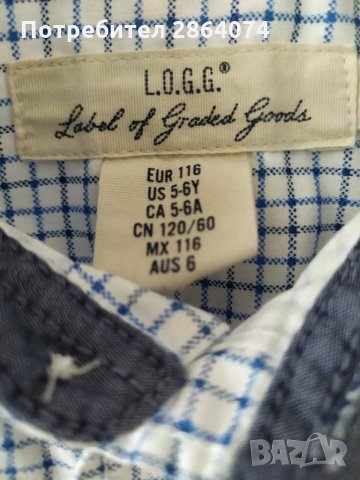 Потребител 2864074
L.O.G.G.®
Label of Graded Goods
EUR 116
US 5-6Y
CA 5-6A
CN 120/60
MX 116
AUS 6
BAZAR